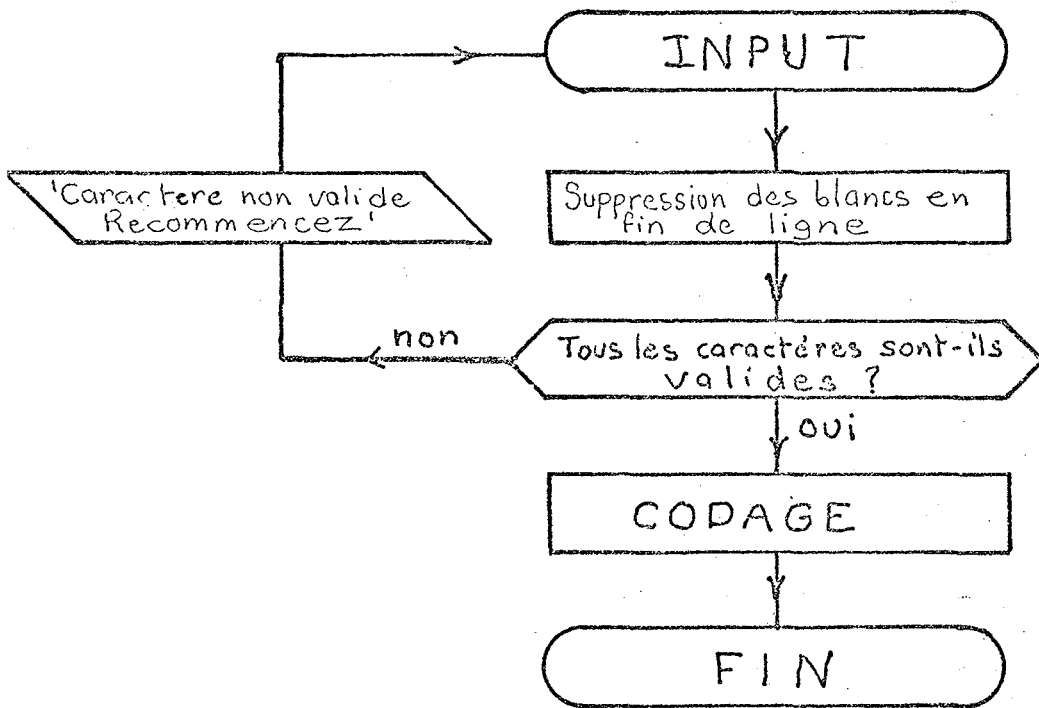 INPUT
'Caractere non valide
Recommencez'
Suppression des blancs en
fin de ligne
non
Tous les caractéres sont-ils
valides ?
oui
CODAGE
FIN